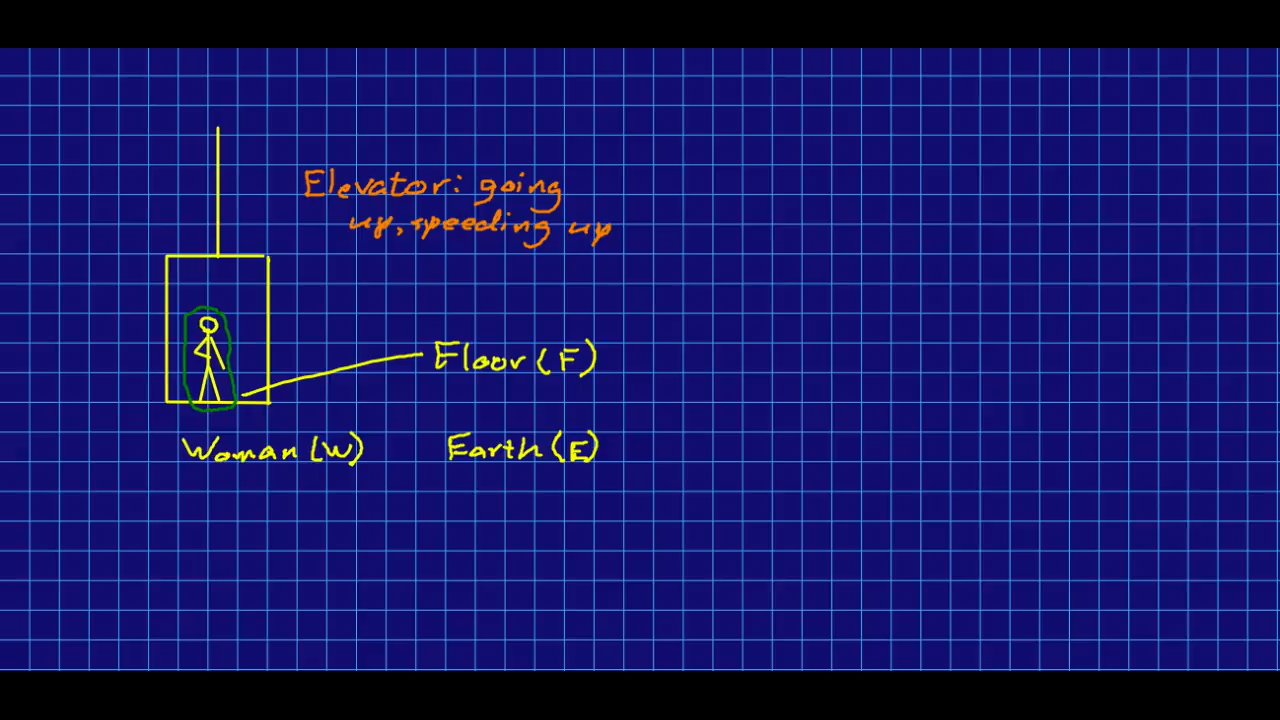 Elevator: going
up, speeding up
Floor (F)
Woman (W)
Earth (E)